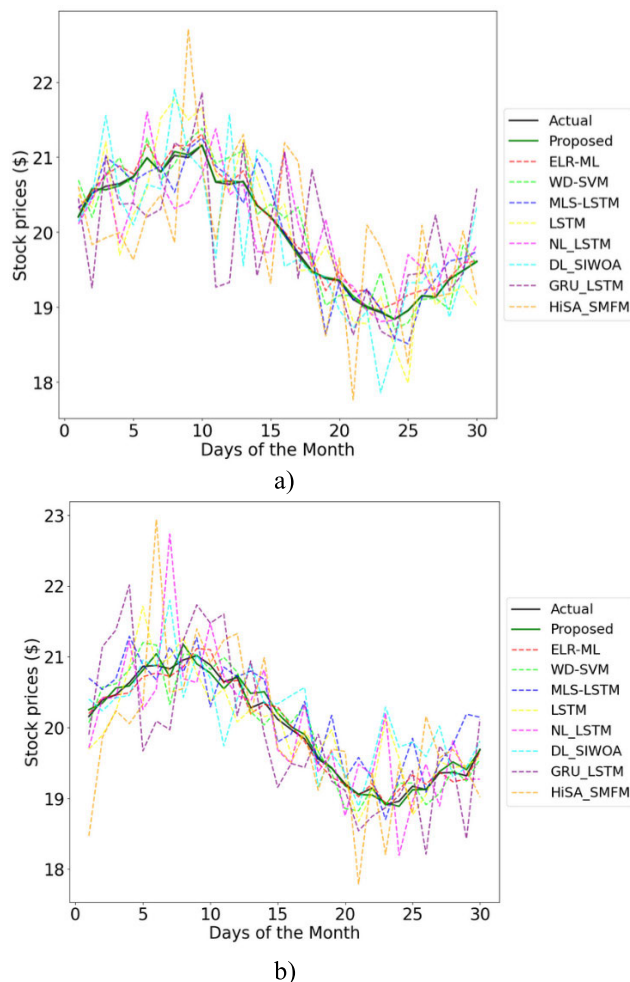 22
21
20
19
18
Stock prices ($)
0
5
10
15
20
25
30
Days of the Month
Actual
Proposed
ELR-ML
WD-SVM
MLS-LSTM
LSTM
NL_LSTM
DL_SIWOA
GRU_LSTM
HiSA_SMFM
a)
23
22
21
20
19
18
Stock prices ($)
0
5
10
15
20
25
30
Days of the Month
Actual
Proposed
ELR-ML
WD-SVM
MLS-LSTM
LSTM
NL_LSTM
DL_SIWOA
GRU_LSTM
HiSA_SMFM
b)